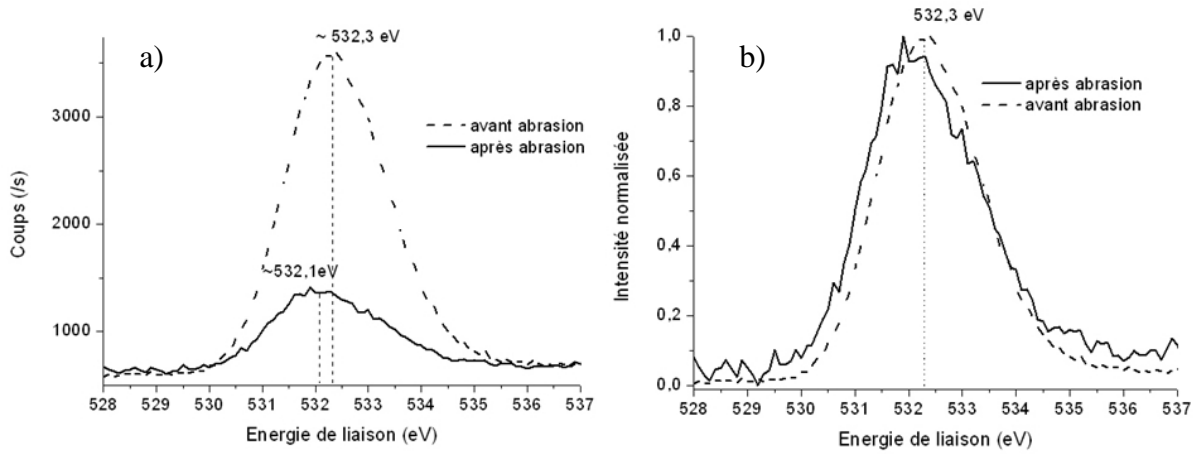 a)
~ 532,3 eV
avant abrasion
après abrasion
~532,1eV
Coups (/s)
3000
2000
1000
528 529 530 531 532 533 534 535 536 537
Energie de liaison (eV)
b)
532,3 eV
après abrasion
avant abrasion
Intensité normalisée
1,0
0,8
0,6
0,4
0,2
0,0
528 529 530 531 532 533 534 535 536 537
Energie de liaison (eV)